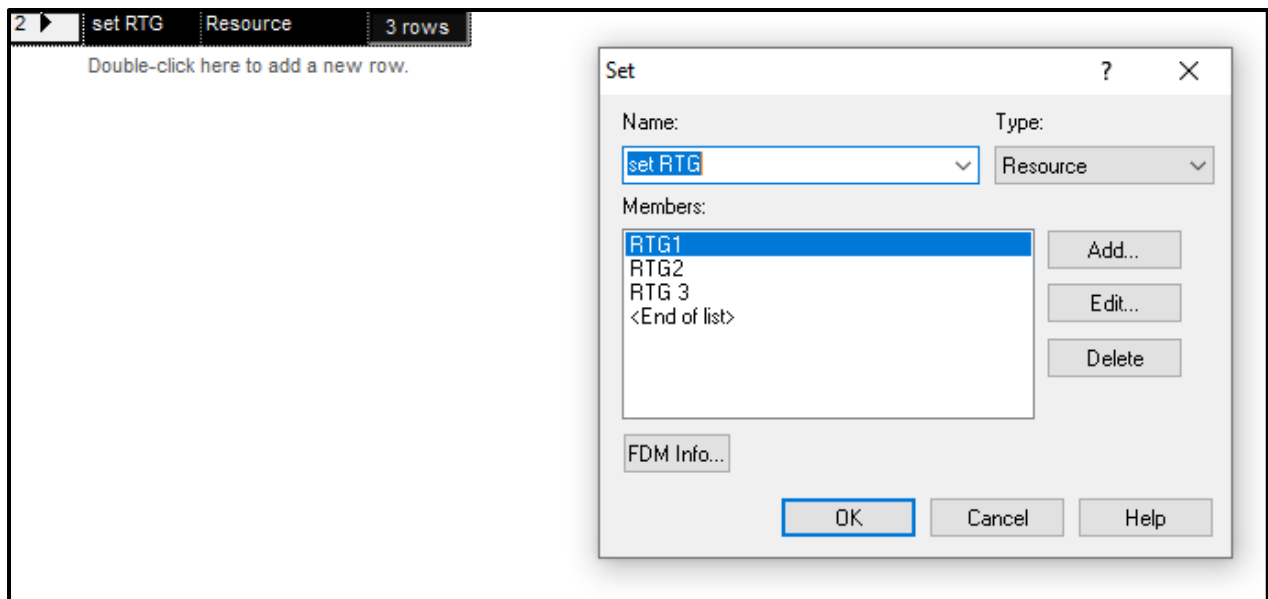 2 set RTG Resource 3 rows
Double-click here to add a new row.
Set ?
Name: Type:
set RTG Resource
Members:
RTG1
RTG2
RTG 3
<End of list>
Add...
Edit...
Delete
FDM Info...
OK Cancel Help